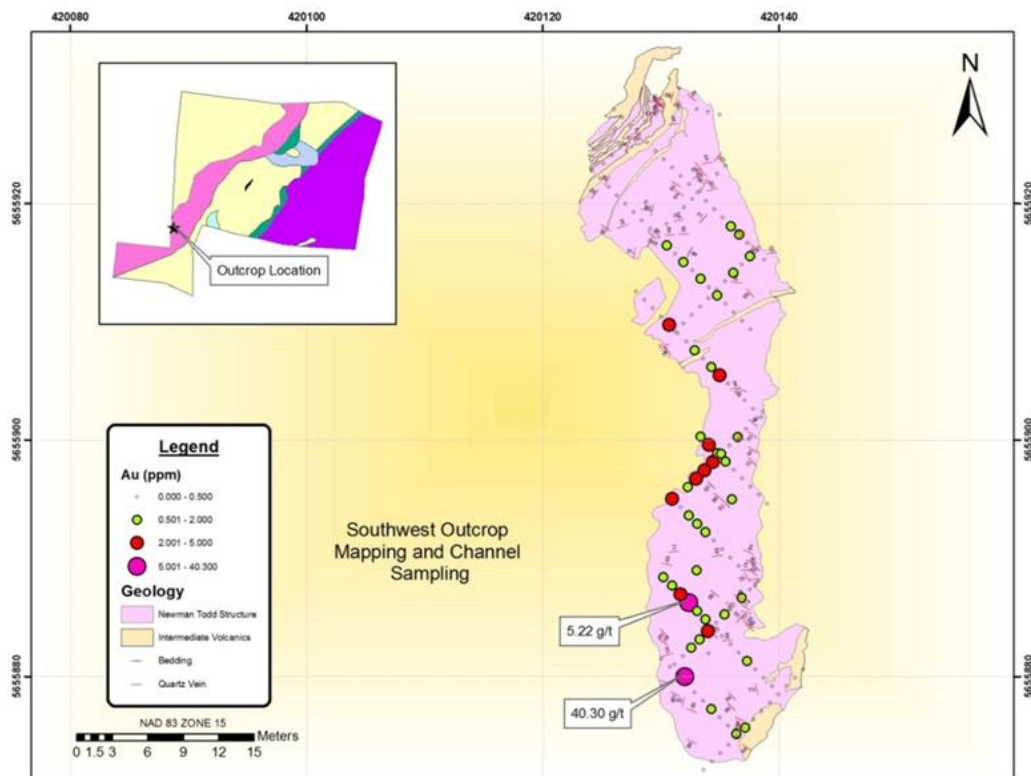 420080
420100
420120
420140
N
Outcrop Location
5655920
5655920
5655900
5655900
Legend
Au (ppm)
0.000 - 0.500
0.501 - 2.000
2.001 - 5.000
5.001 - 40.300
Geology
Newman Todd Structure
Intermediate Volcanics
Bedding
Quartz Vein
Southwest Outcrop
Mapping and Channel
Sampling
5.22 g/t
40.30 g/t
5655880
5655880
NAD 83 ZONE 15
Meters
0 1.5 3 6 9 12 15